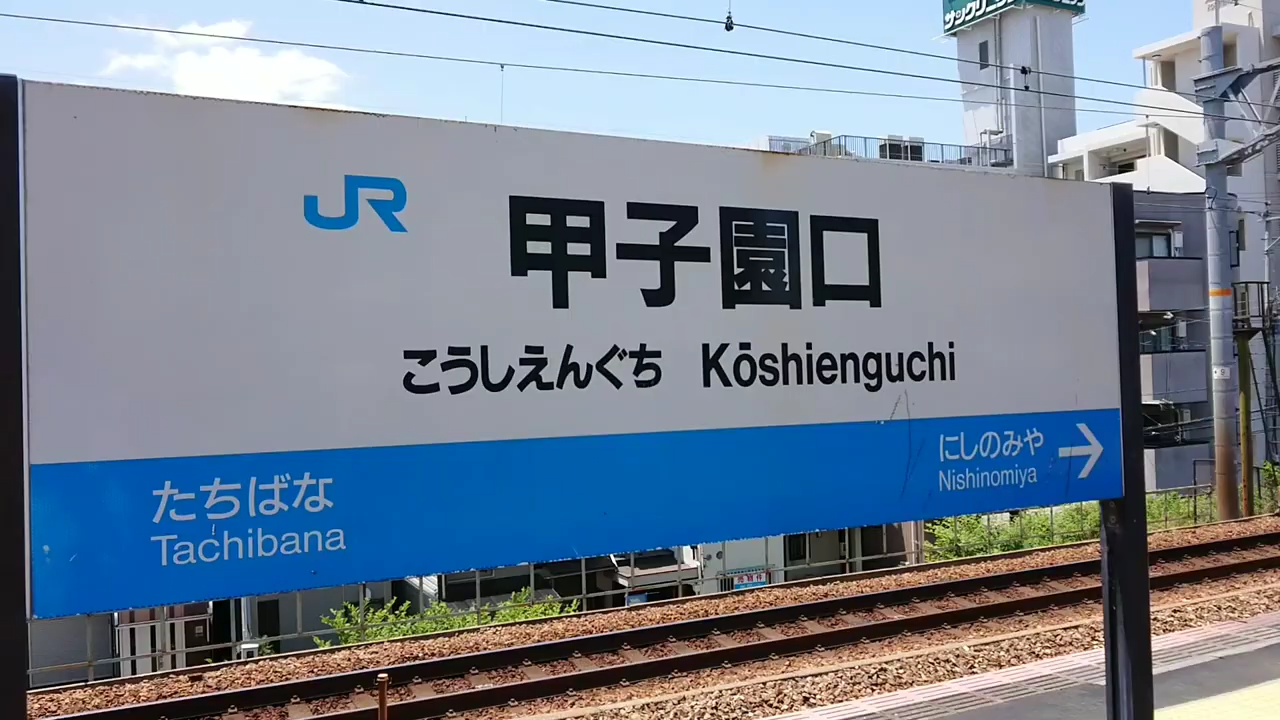 JR
甲子園口
こうしえんぐち Kōshienguchi
たちばな
Tachibana
にしのみや →
Nishinomiya